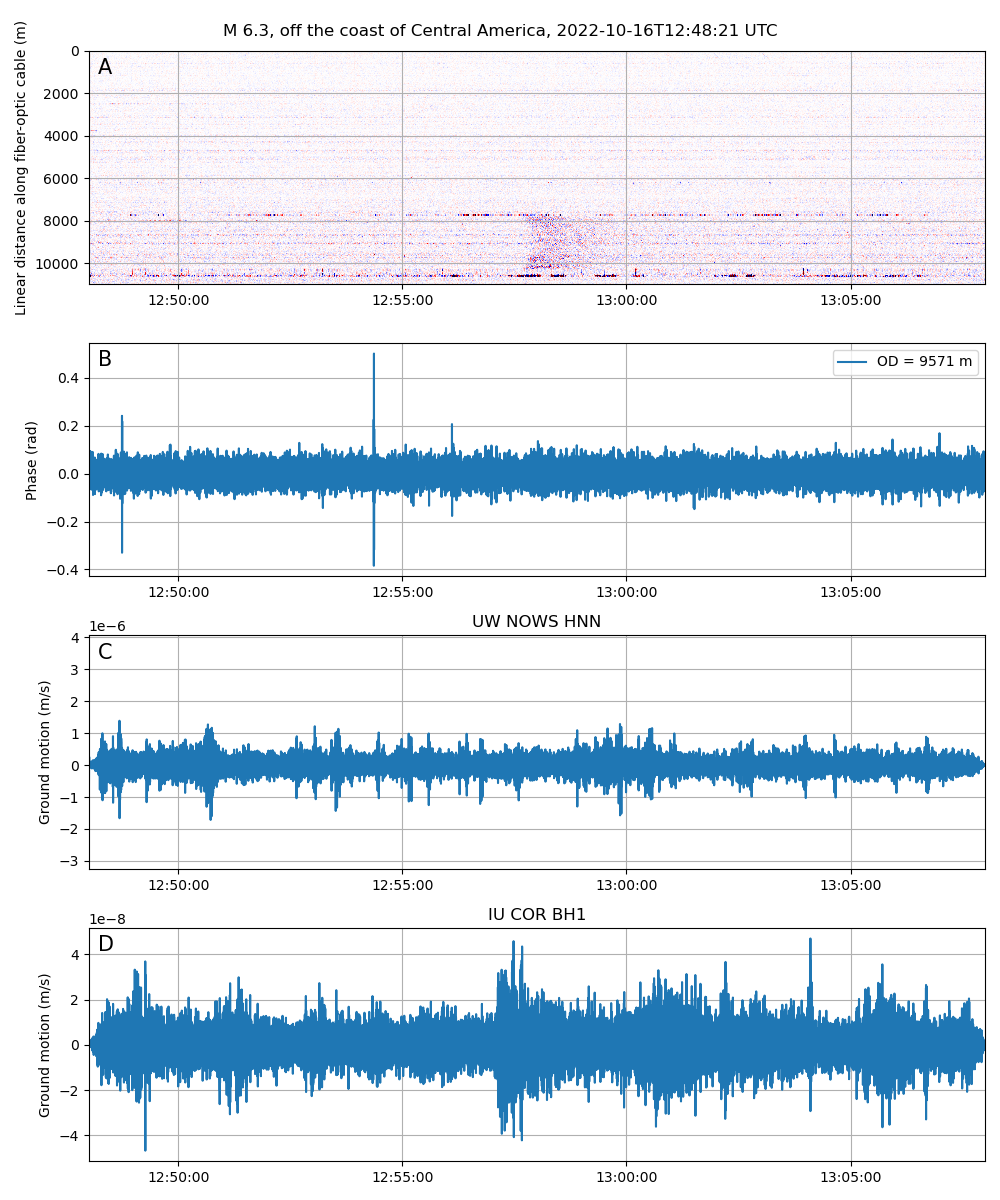 M 6.3, off the coast of Central America, 2022-10-16T12:48:21 UTC
Linear distance along fiber-optic cable (m)
A
0
2000
4000
6000
8000
10000
12:50:00 12:55:00 13:00:00 13:05:00
B
OD = 9571 m
Phase (rad)
0.4
0.2
0.0
−0.2
−0.4
12:50:00 12:55:00 13:00:00 13:05:00
UW NOWS HNN
1e−6
C
Ground motion (m/s)
4
3
2
1
0
−1
−2
−3
12:50:00 12:55:00 13:00:00 13:05:00
IU COR BH1
1e−8
D
Ground motion (m/s)
4
2
0
−2
−4
12:50:00 12:55:00 13:00:00 13:05:00